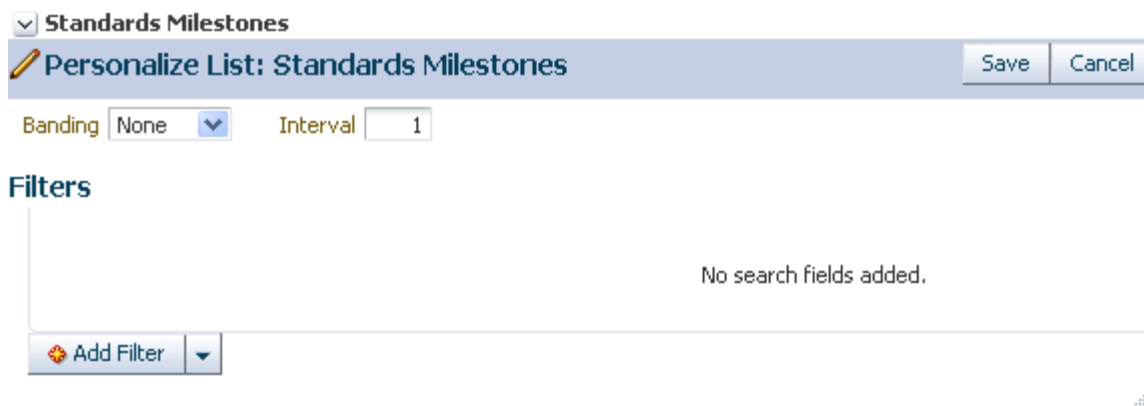 Standards Milestones
Personalize List: Standards Milestones Save Cancel
Banding None Interval 1
Filters
No search fields added.
Add Filter